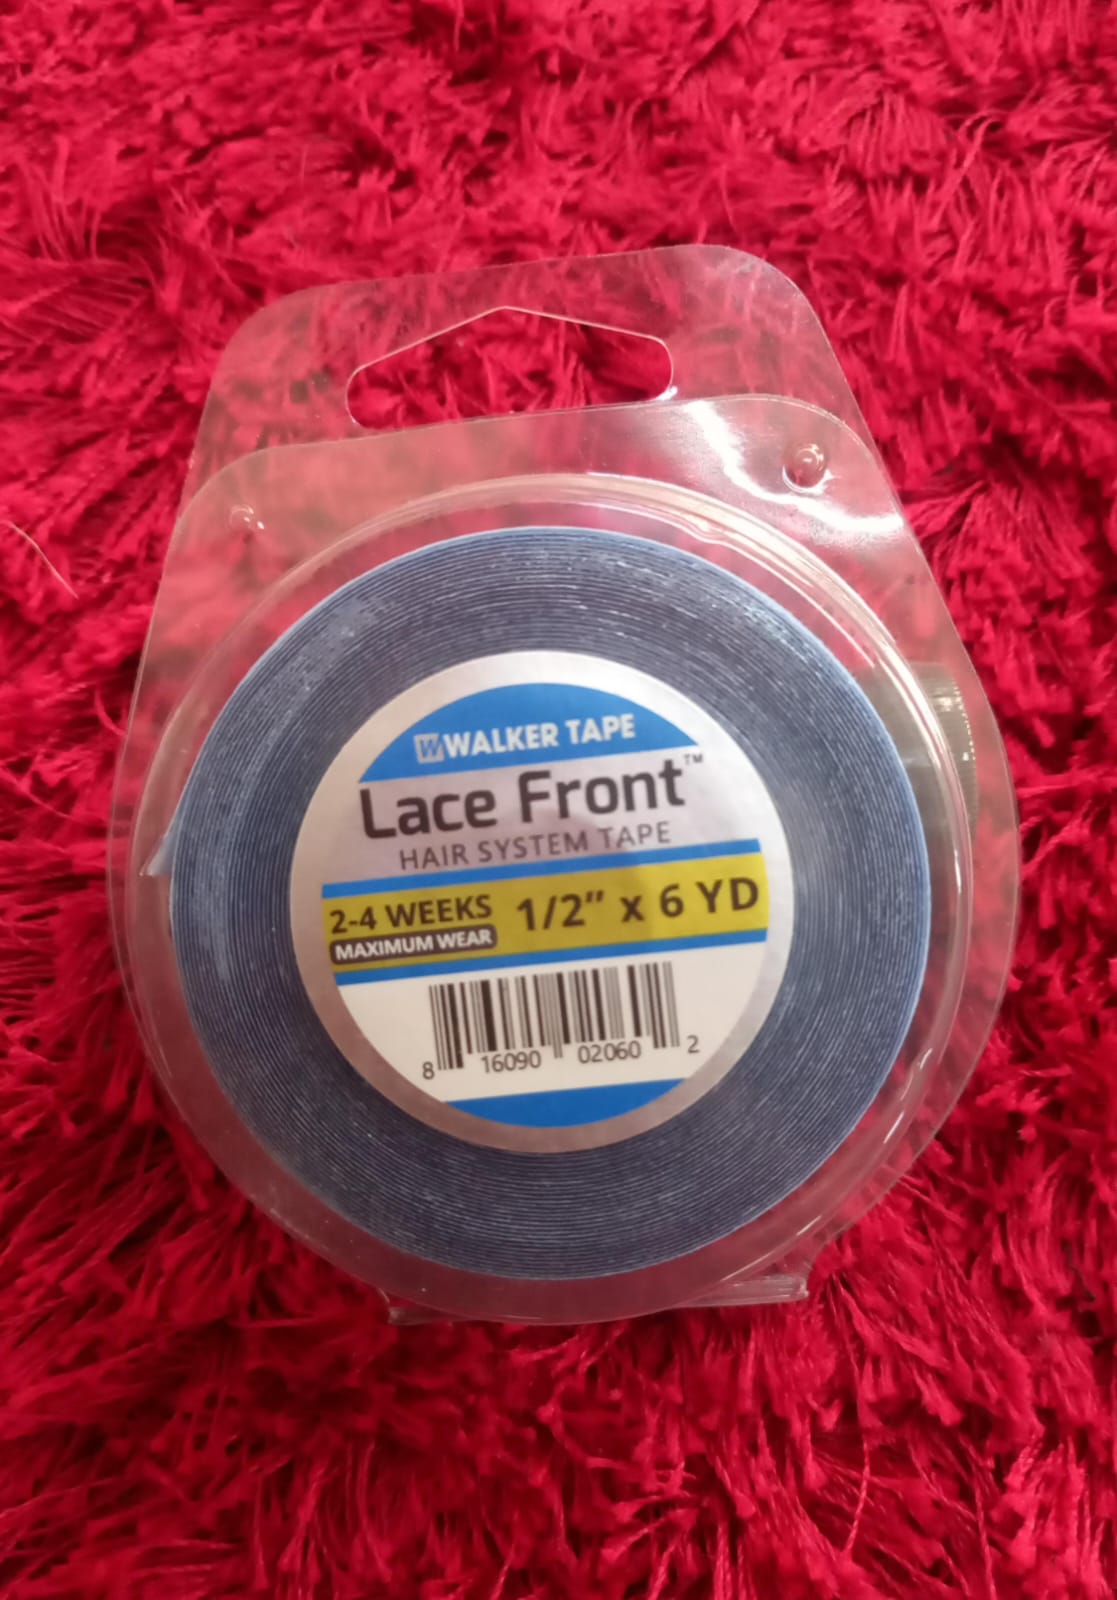 WALKER TAPE
Lace Front™
HAIR SYSTEM TAPE
2-4 WEEKS
MAXIMUM WEAR
1/2" x 6 YD
8 16090 02060 2